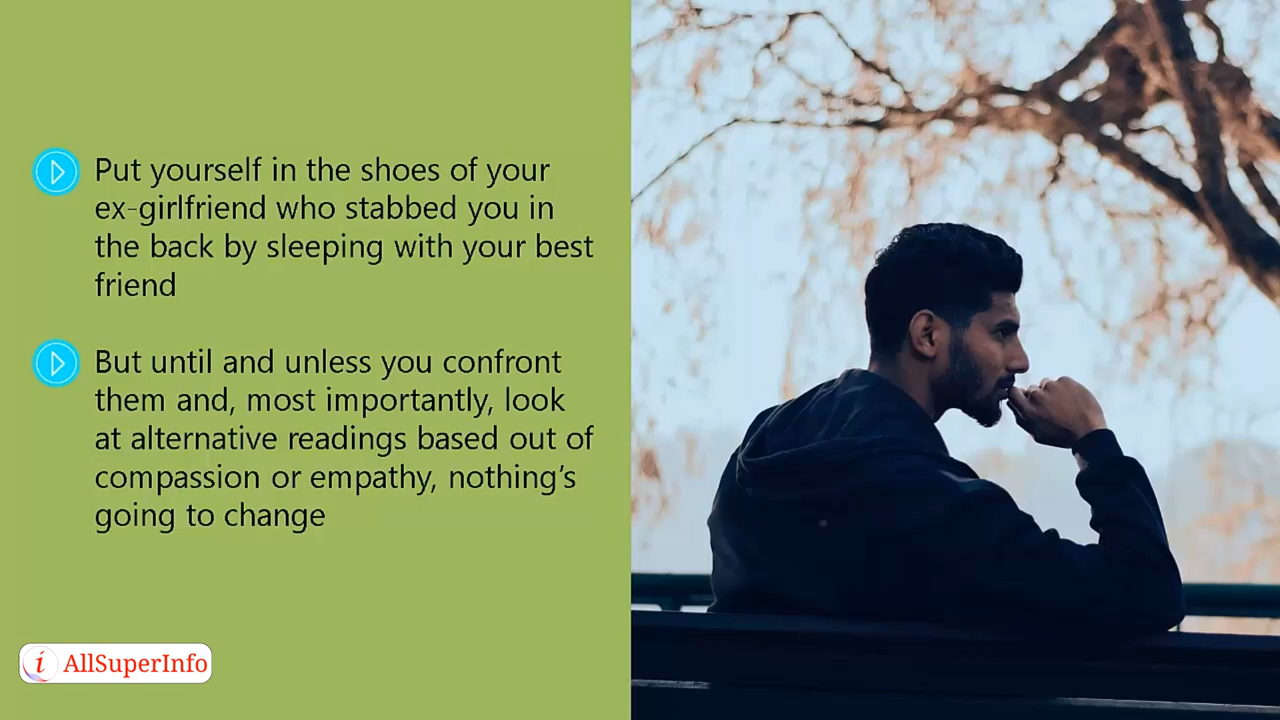 Put yourself in the shoes of your
ex-girlfriend who stabbed you in
the back by sleeping with your best
friend
But until and unless you confront
them and, most importantly, look
at alternative readings based out of
compassion or empathy, nothing’s
going to change
i AllSuperInfo